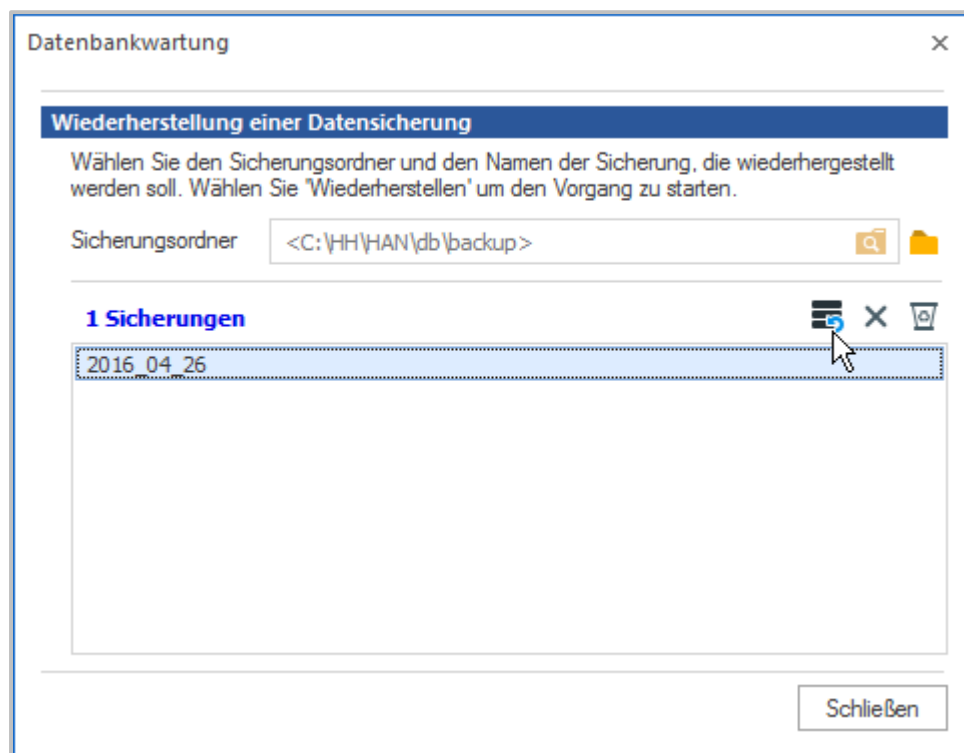 Datenbankwartung
Wiederherstellung einer Datensicherung
Wählen Sie den Sicherungsordner und den Namen der Sicherung, die wiederhergestellt
werden soll. Wählen Sie 'Wiederherstellen' um den Vorgang zu starten.
Sicherungsordner <C:\HH\HAN\db\backup>
1 Sicherungen
2016_04_26
Schließen